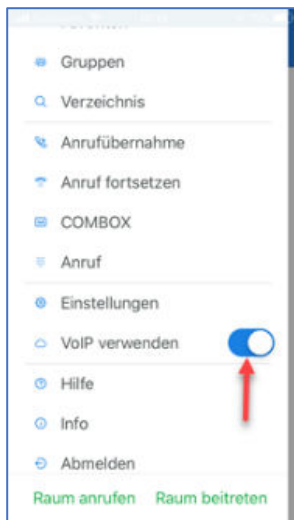 Gruppen
Verzeichnis
Anrufübernahme
Anruf fortsetzen
COMBOX
Anruf
Einstellungen
VoIP verwenden
Hilfe
Info
Abmelden
Raum anrufen Raum beitreten